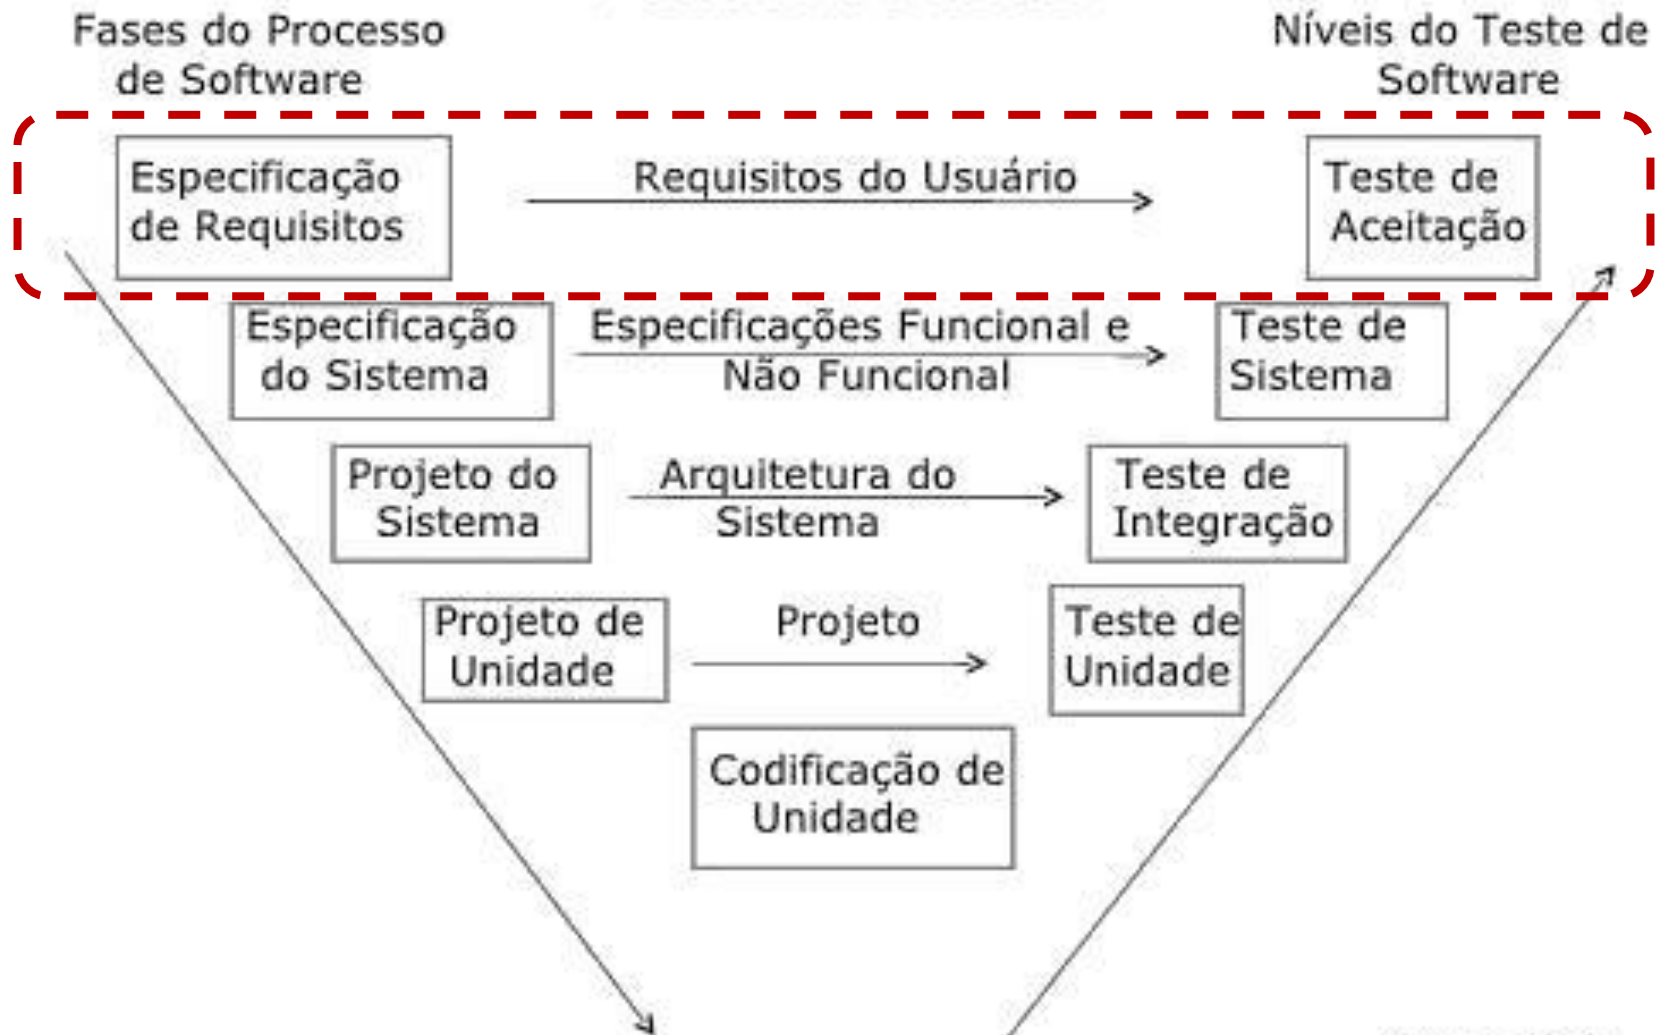 Fases do Processo
de Software
Níveis do Teste de
Software
Especificação
de Requisitos
Requisitos do Usuário
Teste de
Aceitação
Especificação
do Sistema
Especificações Funcional e
Não Funcional
Teste de
Sistema
Projeto do
Sistema
Arquitetura do
Sistema
Teste de
Integração
Projeto de
Unidade
Projeto
Teste de
Unidade
Codificação de
Unidade